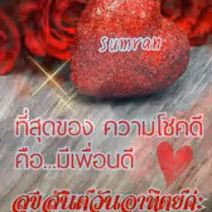 sumran
ที่สุดของ ความโชคดี
คือ...มีเพื่อนดี
สุขสันต์วันอาทิตย์ค่ะ